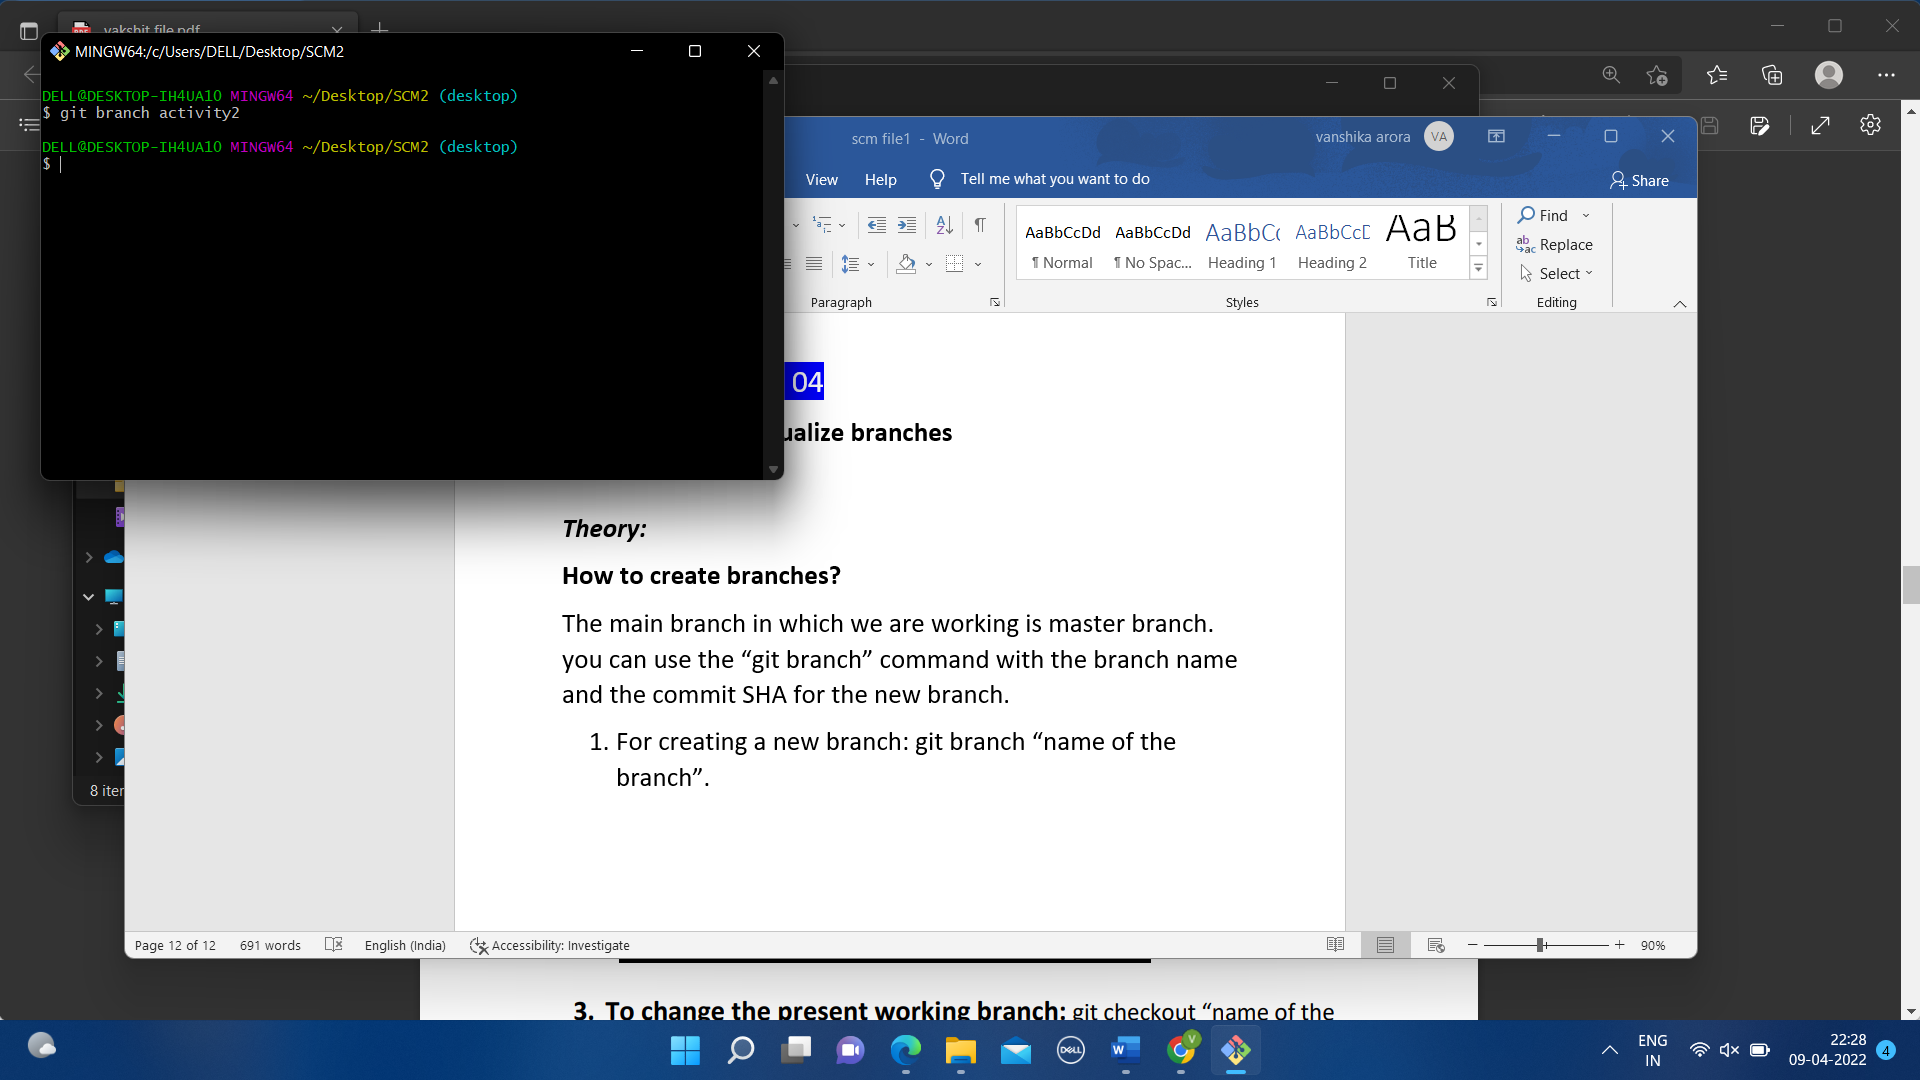 vakshit file.pdf
MINGW64:/c/Users/DELL/Desktop/SCM2
DELL@DESKTOP-IH4UA1O MINGW64 ~/Desktop/SCM2 (desktop)
$ git branch activity2
DELL@DESKTOP-IH4UA1O MINGW64 ~/Desktop/SCM2 (desktop)
$
scm file1 - Word
vanshika arora
VA
View
Help
Tell me what you want to do
Share
AaBbCcDd
AaBbCcDd
AaBbC
AaBbCc
AaB
¶ Normal
¶ No Spac...
Heading 1
Heading 2
Title
Find
Replace
Select
Paragraph
Styles
Editing
04
ualize branches
Theory:
How to create branches?
The main branch in which we are working is master branch.
you can use the “git branch” command with the branch name
and the commit SHA for the new branch.
1. For creating a new branch: git branch “name of the
branch”.
8 iter
Page 12 of 12
691 words
English (India)
Accessibility: Investigate
90%
3. To change the present working branch: git checkout “name of the
DELL
V
ENG
IN
22:28
09-04-2022
4